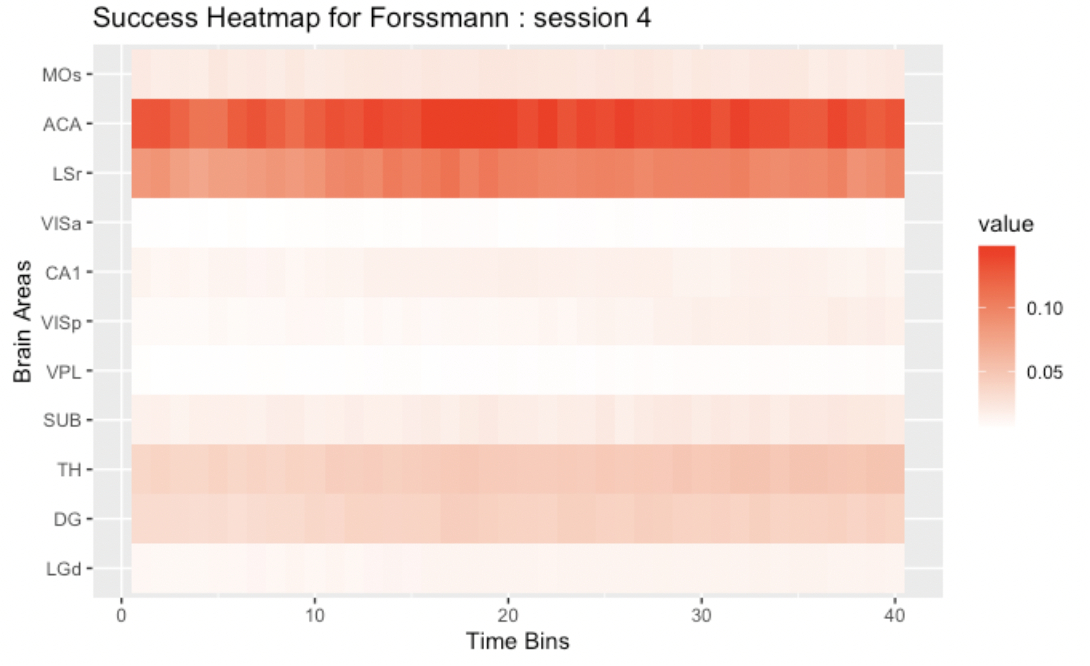 Success Heatmap for Forssmann : session 4
MOs
ACA
LSr
VISa
CA1
VISp
VPL
SUB
TH
DG
LGd
Brain Areas
0 10 20 30 40
Time Bins
value
0.10
0.05